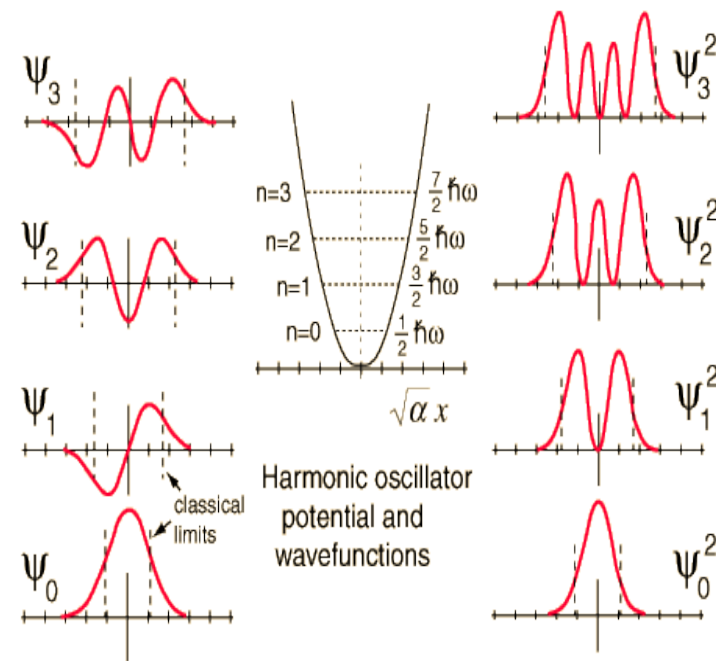 ψ₃
ψ₂
ψ₁
ψ₀
classical
limits
n=3
n=2
n=1
n=0
7/2 ℏω
5/2 ℏω
3/2 ℏω
1/2 ℏω
√α x
Harmonic oscillator
potential and
wavefunctions
ψ₃²
ψ₂²
ψ₁²
ψ₀²